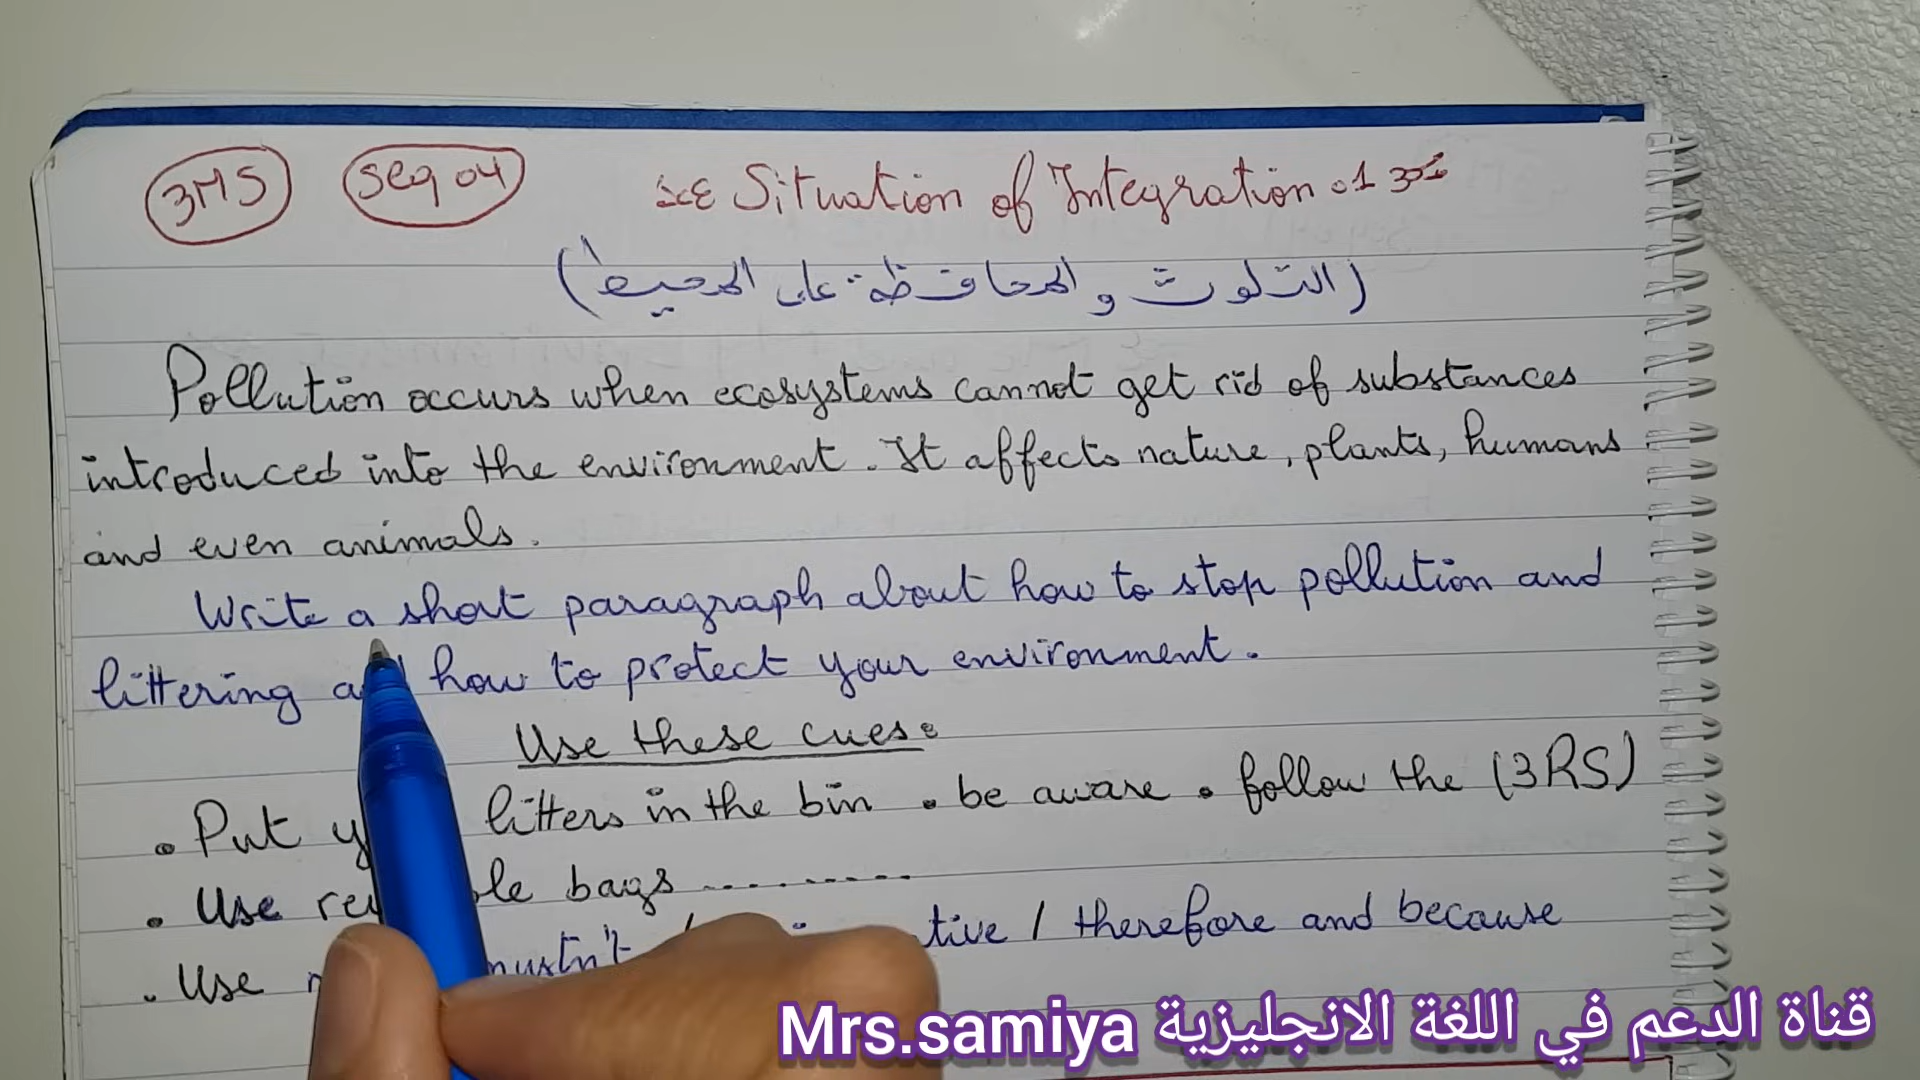 3MS Seq 04 Situation of Integration 01
(التلوث والمحافظة على المحيط)
Pollution occurs when ecosystems cannot get rid of substances
introduced into the environment. It affects nature, plants, humans
and even animals.
Write a short paragraph about how to stop pollution and
littering how to protect your environment.
Use these cues:
• Put litters in the bin • be aware • follow the (3RS)
• Use bags .........
• Use / therefore and because
Mrs.samiya قناة الدعم في اللغة الانجليزية